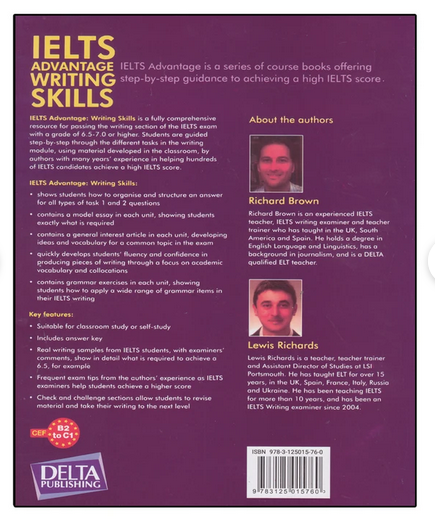 IELTS
ADVANTAGE
WRITING
SKILLS
IELTS Advantage is a series of course books offering
step-by-step guidance to achieving a high IELTS score.
IELTS Advantage: Writing Skills is a fully comprehensive
resource for passing the writing section of the IELTS exam
with a grade of 6.5-7.0 or higher. Students are guided
step-by-step through the different tasks in the writing
module, using material developed in the classroom, by
authors with many years' experience in helping hundreds
of IELTS candidates achieve a high IELTS score.
IELTS Advantage: Writing Skills:
• shows students how to organise and structure an answer
for all types of task 1 and 2 questions
• contains a model essay in each unit, showing students
exactly what is required
• contains a general interest article in each unit, developing
ideas and vocabulary for a common topic in the exam
• quickly develops students' fluency and confidence in
producing pieces of writing through a focus on academic
vocabulary and collocations
• contains grammar exercises in each unit, showing
students how to apply a wide range of grammar items in
their IELTS writing
Key features:
• Suitable for classroom study or self-study
• Includes answer key
• Real writing samples from IELTS students, with examiners'
comments, show in detail what is required to achieve a
6.5, for example
• Frequent exam tips from the authors' experience as IELTS
examiners help students achieve a higher score
• Check and challenge sections allow students to revise
material and take their writing to the next level
CEF B2
to C1
DELTA
PUBLISHING
About the authors
Richard Brown
Richard Brown is an experienced IELTS
teacher, IELTS writing examiner and teacher
trainer who has taught in the UK, South
America and Spain. He holds a degree in
English Language and Linguistics, has a
background in journalism, and is a DELTA
qualified ELT teacher.
Lewis Richards
Lewis Richards is a teacher, teacher trainer
and Assistant Director of Studies at LSI
Portsmouth. He has taught ELT for over 15
years, in the UK, Spain, France, Italy, Russia
and Ukraine. He has been teaching IELTS
for more than 10 years, and has been an
IELTS Writing examiner since 2004.
ISBN 978-3-125015-76-0
9 783125 015760